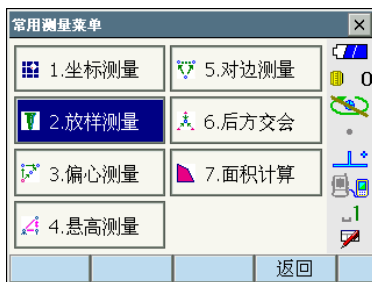 常用测量菜单
1.坐标测量
5.对边测量
0
2.放样测量
6.后方交会
3.偏心测量
7.面积计算
4.悬高测量
1
返回